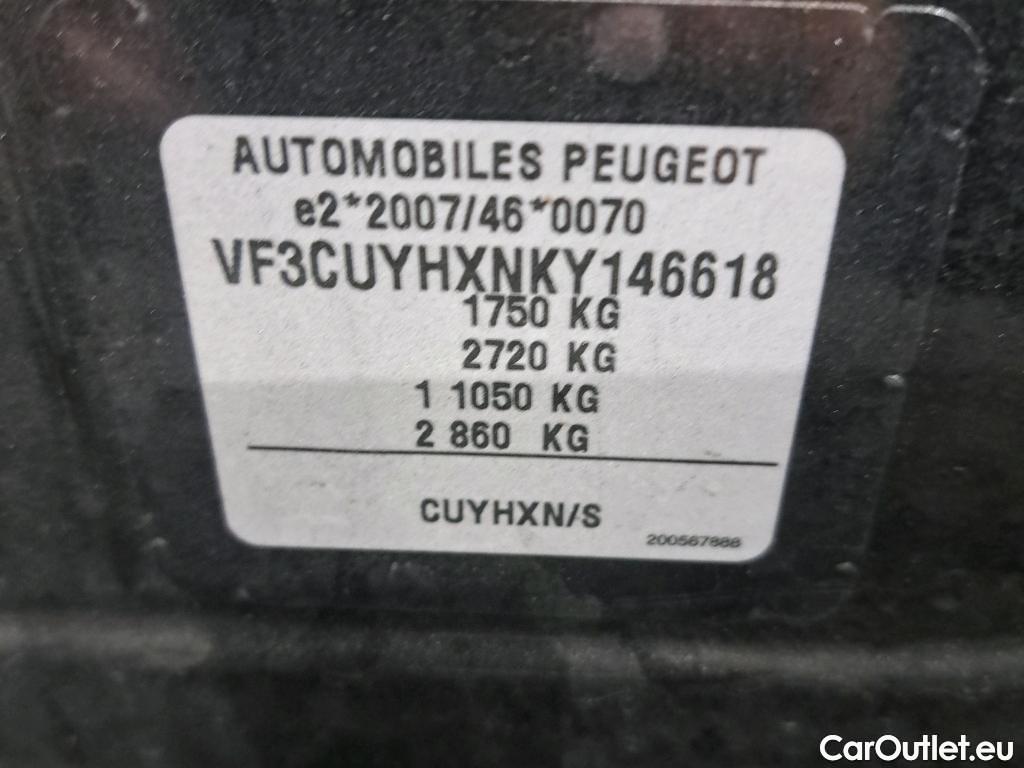 AUTOMOBILES PEUGEOT
e2*2007/46*0070
VF3CUYHXNKY146618
1750 KG
2720 KG
1 1050 KG
2 860 KG
CUYHXN/S
200567888
CarOutlet.eu